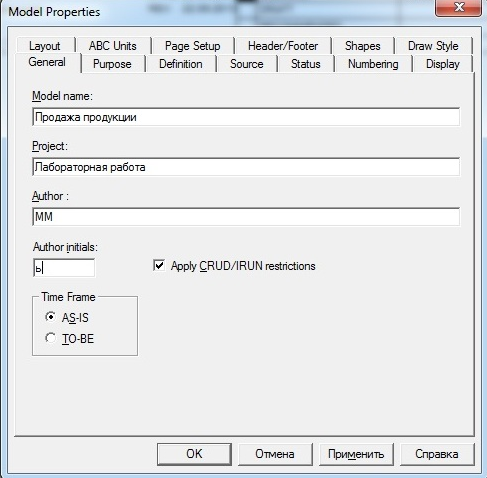 Model Properties
Layout ABC Units Page Setup Header/Footer Shapes Draw Style
General Purpose Definition Source Status Numbering Display
Model name:
Продажа продукции
Project:
Лабораторная работа
Author :
ММ
Author initials:
ь
Apply CRUD/IRUN restrictions
Time Frame
AS-IS
TO-BE
OK Отмена Применить Справка